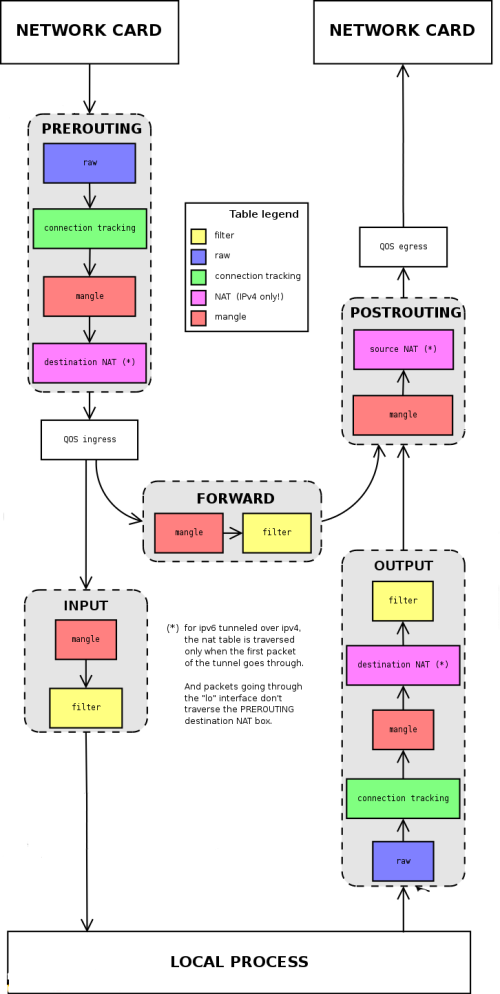 NETWORK CARD
NETWORK CARD
PREROUTING
raw
connection tracking
mangle
destination NAT (*)
QOS ingress
Table legend
filter
raw
connection tracking
NAT (IPv4 only!)
mangle
QOS egress
POSTROUTING
source NAT (*)
mangle
FORWARD
mangle
filter
INPUT
mangle
filter
(*) for ipv6 tunneled over ipv4,
the nat table is traversed
only when the first packet
of the tunnel goes through.
And packets going through
the "lo" interface don't
traverse the PREROUTING
destination NAT box.
OUTPUT
filter
destination NAT (*)
mangle
connection tracking
raw
LOCAL PROCESS